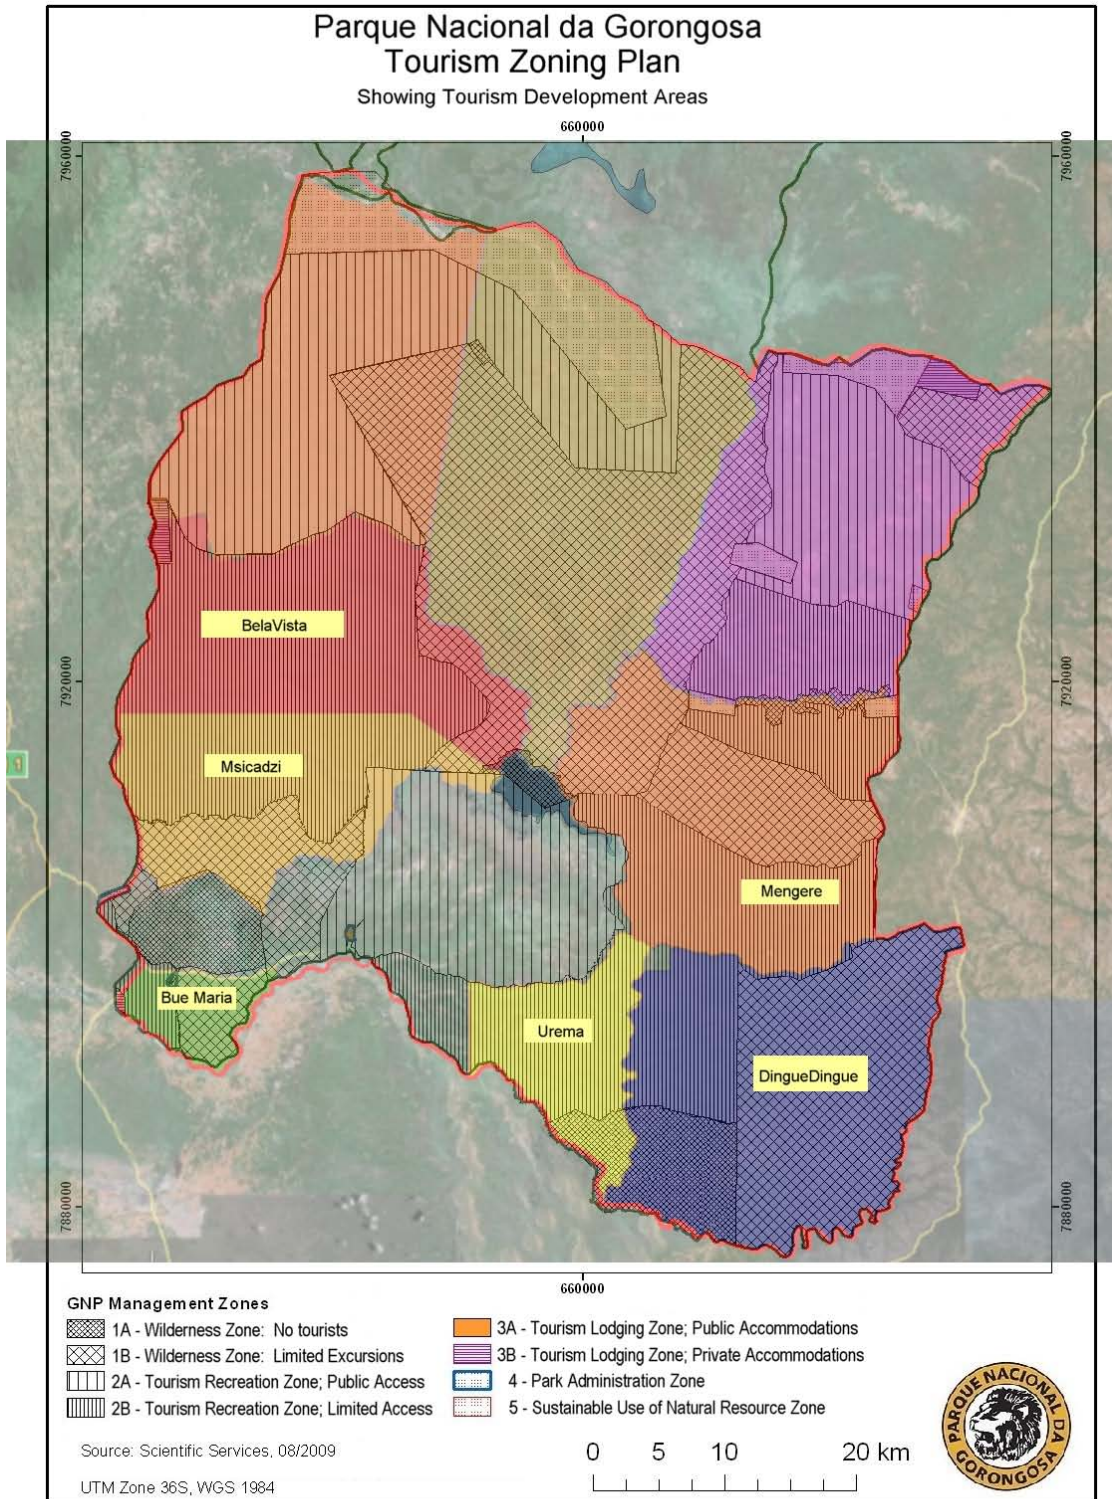 Parque Nacional da Gorongosa
Tourism Zoning Plan
Showing Tourism Development Areas
660000
7960000
7960000
BelaVista
7920000
7920000
Msicadzi
11
Mengere
Bue Maria
Urema
DingueDingue
7880000
7880000
660000
GNP Management Zones
1A - Wilderness Zone: No tourists
1B - Wilderness Zone: Limited Excursions
2A - Tourism Recreation Zone; Public Access
2B - Tourism Recreation Zone; Limited Access
3A - Tourism Lodging Zone; Public Accommodations
3B - Tourism Lodging Zone; Private Accommodations
4 - Park Administration Zone
5 - Sustainable Use of Natural Resource Zone
Source: Scientific Services, 08/2009
UTM Zone 36S, WGS 1984
0 5 10 20 km
PARQUE NACIONAL DA GORONGOSA